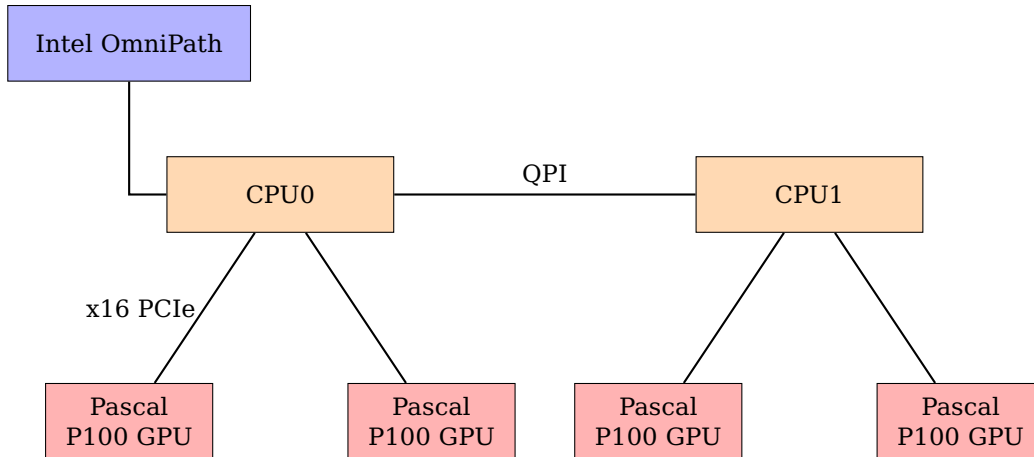 Intel OmniPath
QPI
CPU0
CPU1
x16 PCIe
Pascal
P100 GPU
Pascal
P100 GPU
Pascal
P100 GPU
Pascal
P100 GPU